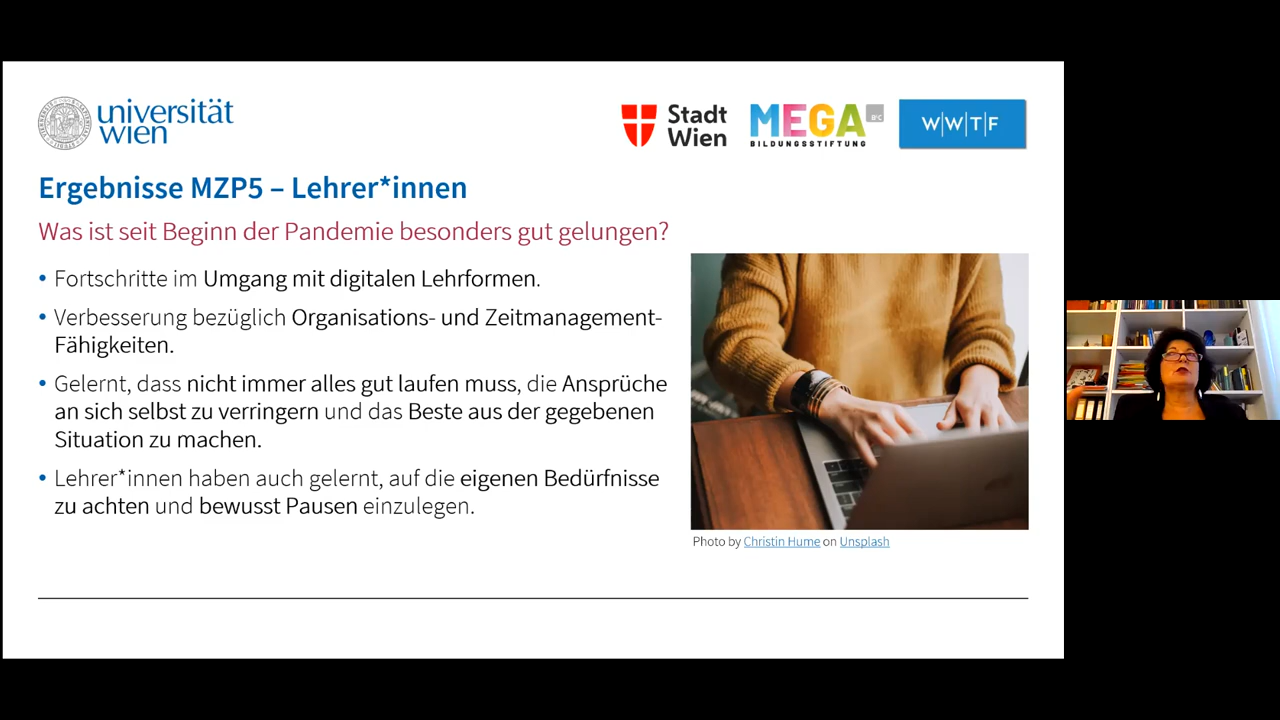 universität
wien
Stadt
Wien
MEGA
B&C
BILDUNGSSTIFTUNG
W|W|T|F
Ergebnisse MZP5 – Lehrer*innen
Was ist seit Beginn der Pandemie besonders gut gelungen?
• Fortschritte im Umgang mit digitalen Lehrformen.
• Verbesserung bezüglich Organisations- und Zeitmanagement-
Fähigkeiten.
• Gelernt, dass nicht immer alles gut laufen muss, die Ansprüche
an sich selbst zu verringern und das Beste aus der gegebenen
Situation zu machen.
• Lehrer*innen haben auch gelernt, auf die eigenen Bedürfnisse
zu achten und bewusst Pausen einzulegen.
Photo by Christin Hume on Unsplash